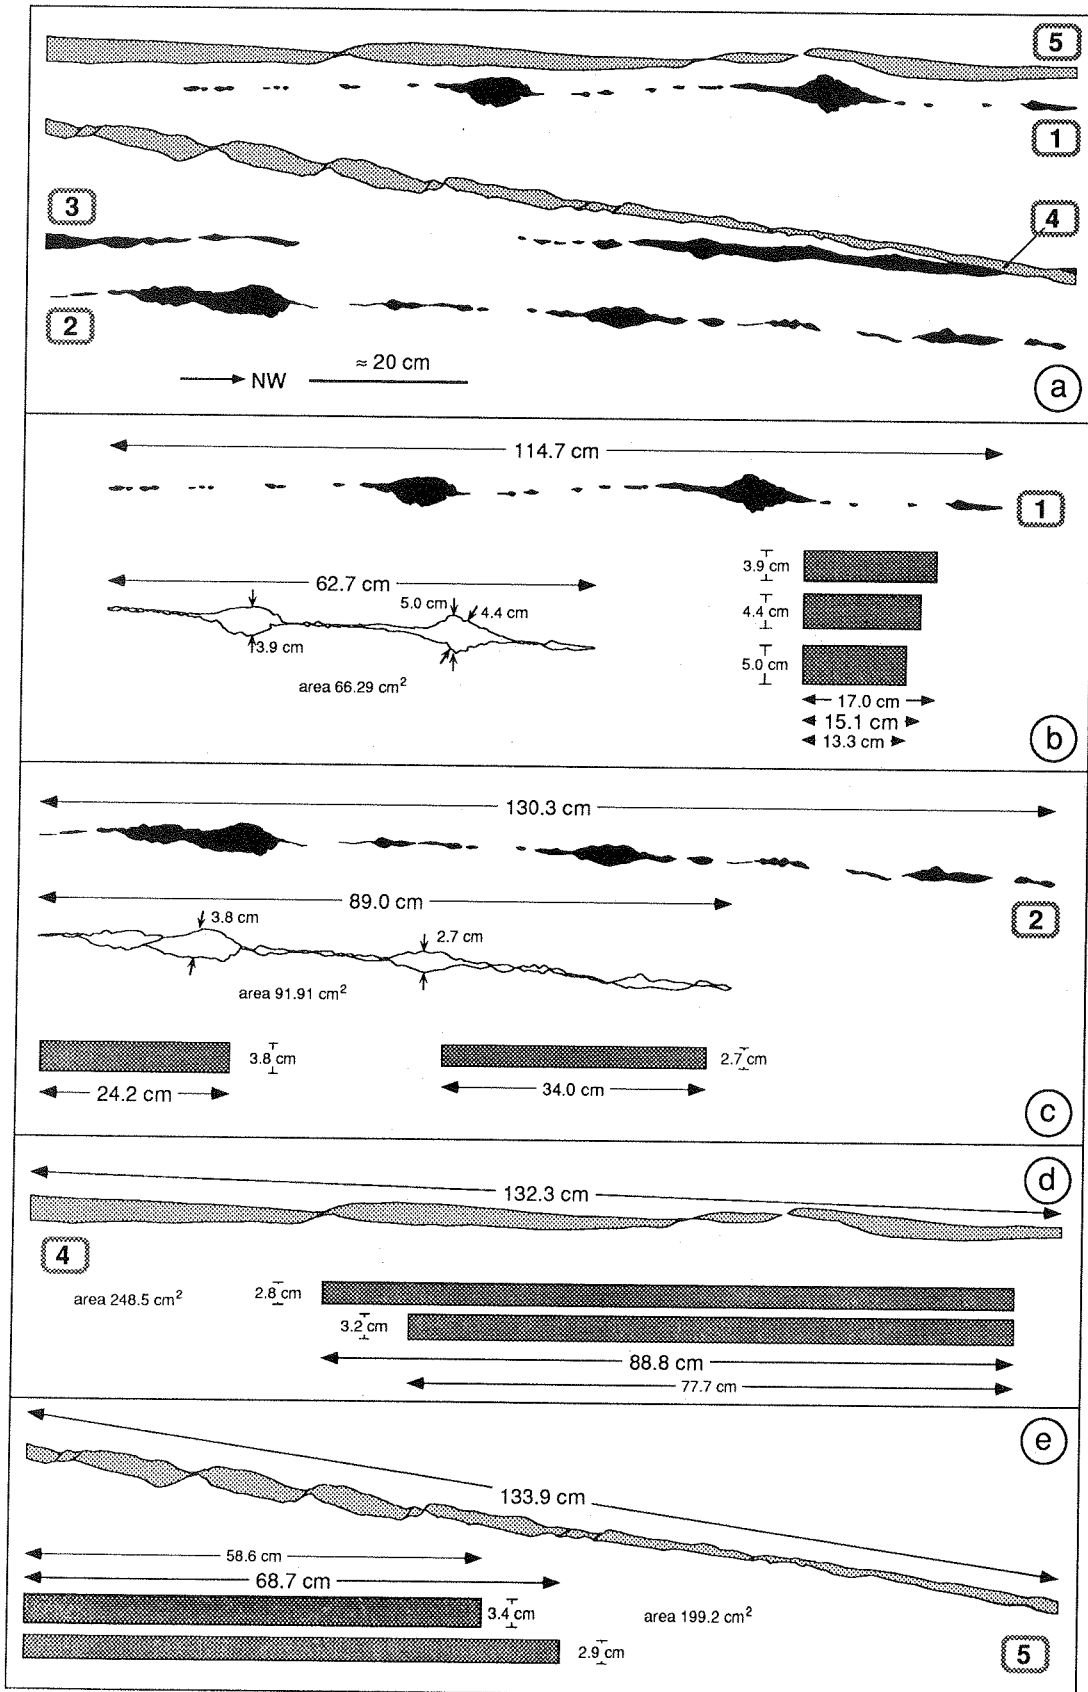 5
1
3
4
2
≈ 20 cm
NW
a
114.7 cm
1
62.7 cm
3.9 cm
5.0 cm
4.4
4.4 cm
3.9 cm
5.0 cm
area 66.29 cm²
17.0 cm
15.1 cm
13.3 cm
b
130.3 cm
89.0 cm
2
3.8 cm
2.7 cm
area 91.91 cm²
3.8 cm
2.7 cm
24.2 cm
34.0 cm
c
d
132.3 cm
4
area 248.5 cm²
2.8 cm
3.2 cm
88.8 cm
77.7 cm
e
133.9 cm
58.6 cm
68.7 cm
3.4 cm
area 199.2 cm²
2.9 cm
5